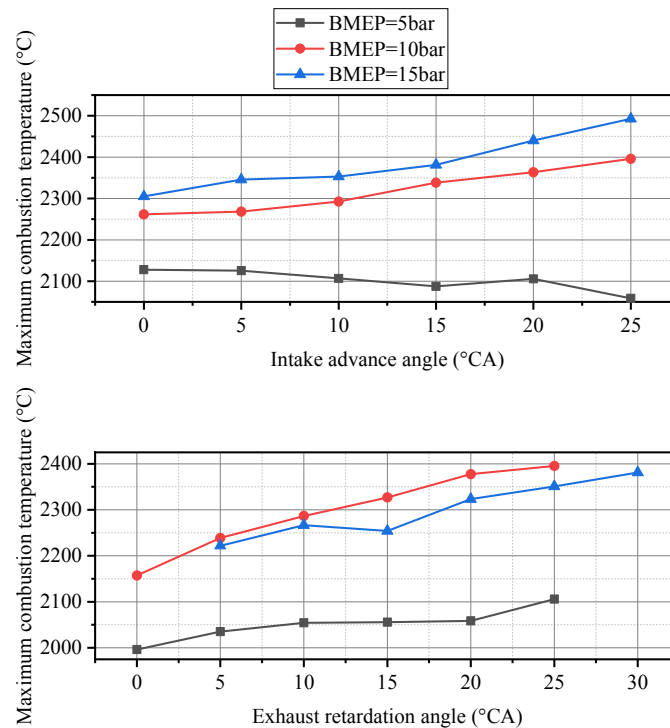 BMEP=5bar
BMEP=10bar
BMEP=15bar
Maximum combustion temperature (°C)
2500
2400
2300
2200
2100
0 5 10 15 20 25
Intake advance angle (°CA)
Maximum combustion temperature (°C)
2400
2300
2200
2100
2000
0 5 10 15 20 25 30
Exhaust retardation angle (°CA)